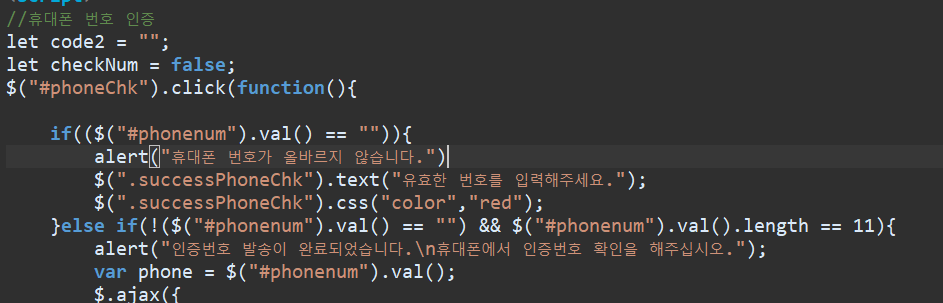 //휴대폰 번호 인증
let code2 = "";
let checkNum = false;
$("#phoneChk").click(function(){
if(($("#phonenum").val() == "")){
alert("휴대폰 번호가 올바르지 않습니다.")
$(".successPhoneChk").text("유효한 번호를 입력해주세요.");
$(".successPhoneChk").css("color","red");
}else if(!($("#phonenum").val() == "") && $("#phonenum").val().length == 11){
alert("인증번호 발송이 완료되었습니다.\n휴대폰에서 인증번호 확인을 해주십시오.");
var phone = $("#phonenum").val();
$.ajax({